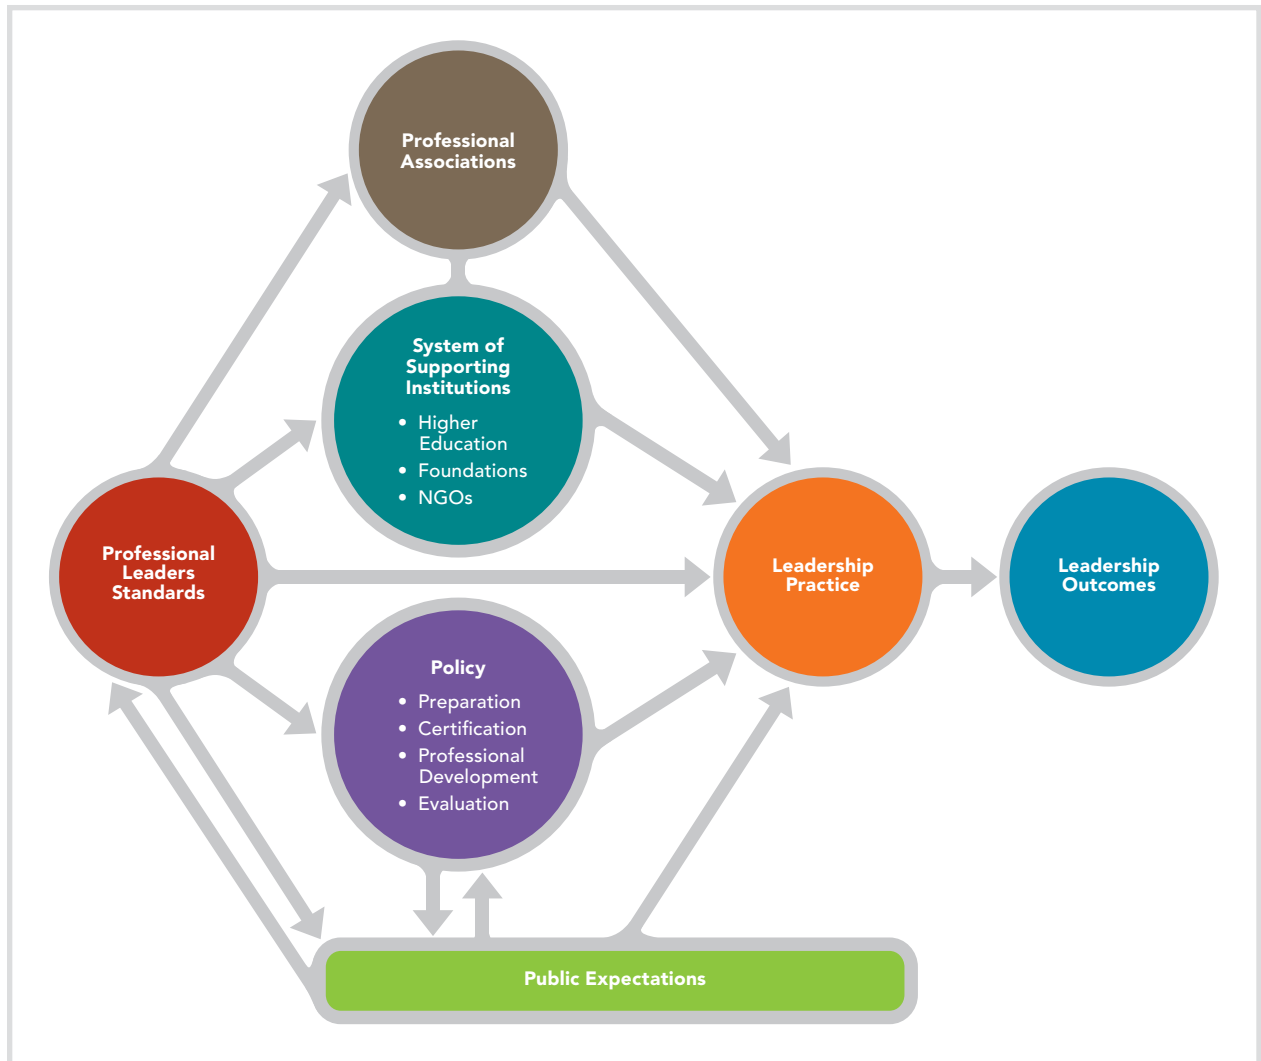 Professional
Associations
System of
Supporting
Institutions
• Higher
Education
• Foundations
• NGOs
Professional
Leaders
Standards
Leadership
Practice
Leadership
Outcomes
Policy
• Preparation
• Certification
• Professional
Development
• Evaluation
Public Expectations